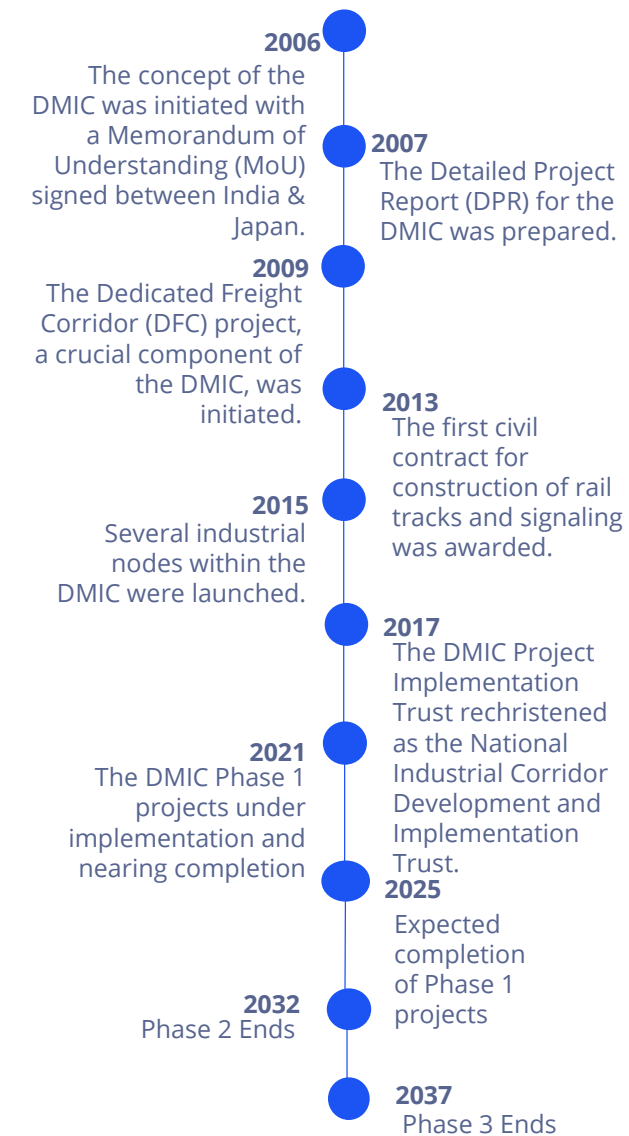 2006
The concept of the
DMIC was initiated with
a Memorandum of
Understanding (MoU)
signed between India &
Japan.
2007
The Detailed Project
Report (DPR) for the
DMIC was prepared.
2009
The Dedicated Freight
Corridor (DFC) project,
a crucial component of
the DMIC, was
initiated.
2013
The first civil
contract for
construction of rail
tracks and signaling
was awarded.
2015
Several industrial
nodes within the
DMIC were launched.
2017
The DMIC Project
Implementation
Trust rechristened
as the National
Industrial Corridor
Development and
Implementation
Trust.
2021
The DMIC Phase 1
projects under
implementation and
nearing completion
2025
Expected
completion
of Phase 1
projects
2032
Phase 2 Ends
2037
Phase 3 Ends